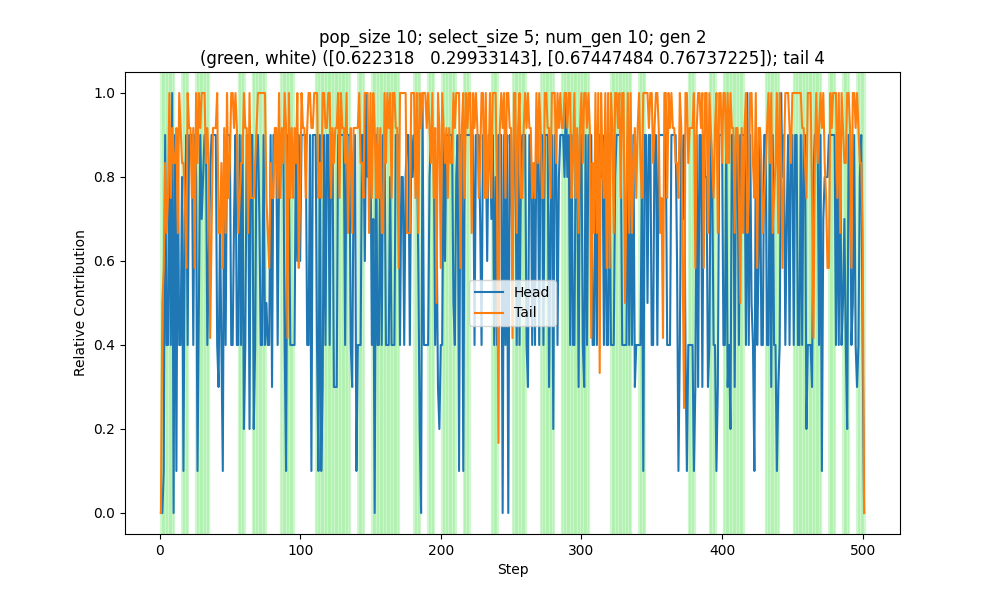 pop_size 10; select_size 5; num_gen 10; gen 2
(green, white) ([0.622318   0.29933143], [0.67447484 0.76737225]); tail 4
1.0
0.8
0.6
0.4
0.2
0.0
Relative Contribution
Head
Tail
0
100
200
300
400
500
Step